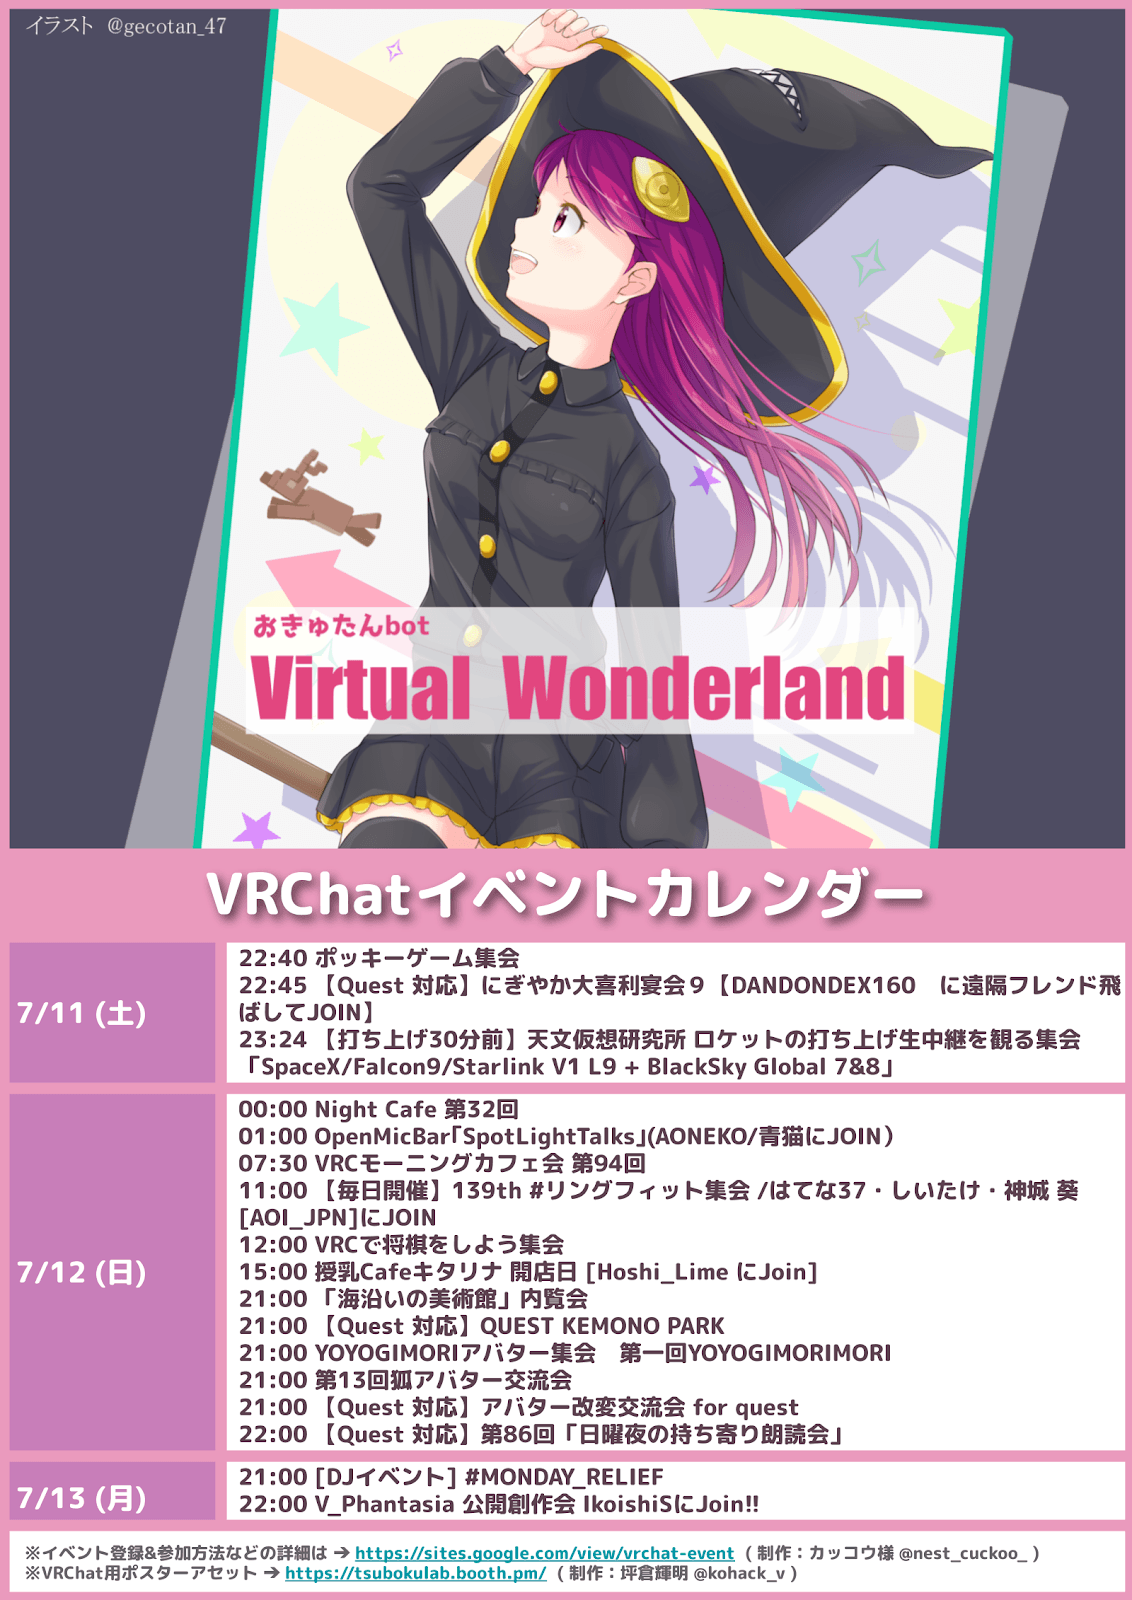 イラスト @gecotan_47
おきゅたんbot
Virtual Wonderland
VRChatイベントカレンダー
7/11 (土)
22:40 ポッキーゲーム集会
22:45 【Quest 対応】にぎやか大喜利宴会９【DANDONDEX160　に遠隔フレンド飛
ばしてJOIN】
23:24 【打ち上げ30分前】天文仮想研究所 ロケットの打ち上げ生中継を観る集会
「SpaceX/Falcon9/Starlink V1 L9 + BlackSky Global 7&8」
7/12 (日)
00:00 Night Cafe 第32回
01:00 OpenMicBar｢SpotLightTalks｣(AONEKO/青猫にJOIN）
07:30 VRCモーニングカフェ会 第94回
11:00 【毎日開催】139th #リングフィット集会 /はてな37・しいたけ・神城 葵
[AOI_JPN]にJOIN
12:00 VRCで将棋をしよう集会
15:00 授乳Cafeキタリナ 開店日 [Hoshi_Lime にJoin]
21:00 「海沿いの美術館」内覧会
21:00 【Quest 対応】QUEST KEMONO PARK
21:00 YOYOGIMORIアバター集会　第一回YOYOGIMORIMORI
21:00 第13回狐アバター交流会
21:00 【Quest 対応】アバター改変交流会 for quest
22:00 【Quest 対応】第86回「日曜夜の持ち寄り朗読会」
7/13 (月)
21:00 [DJイベント] #MONDAY_RELIEF
22:00 V_Phantasia 公開創作会 IkoishiSにJoin!!
※イベント登録&参加方法などの詳細は → https://sites.google.com/view/vrchat-event （ 制作：カッコウ様 @nest_cuckoo_ ）
※VRChat用ポスターアセット → https://tsubokulab.booth.pm/ （ 制作：坪倉輝明 @kohack_v ）